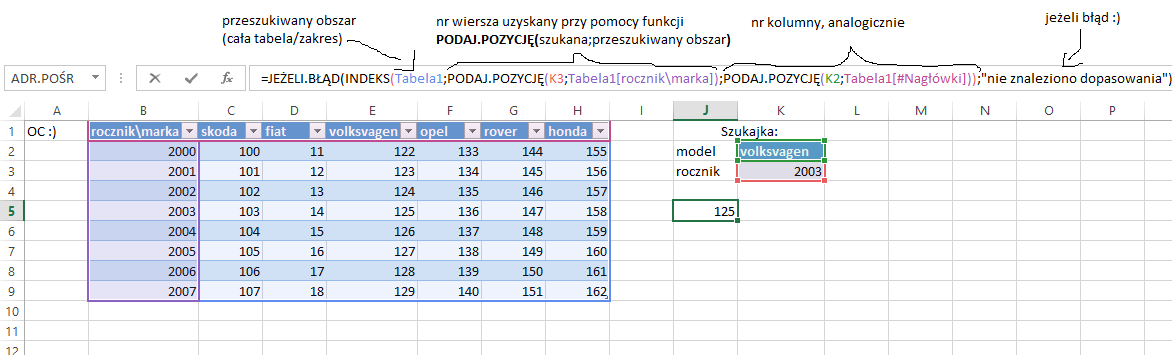 przeszukiwany obszar
(cała tabela/zakres)
nr wiersza uzyskany przy pomocy funkcji
PODAJ.POZYCJĘ(szukana;przeszukiwany obszar)
nr kolumny, analogicznie
jeżeli błąd :)
ADR.POŚR
=JEŻELI.BŁĄD(INDEKS(Tabela1;PODAJ.POZYCJĘ(K3;Tabela1[rocznik\marka]);PODAJ.POZYCJĘ(K2;Tabela1[#Nagłówki]));"nie znaleziono dopasowania")
A B C D E F G H I J K L M N O P
1 OC :) rocznik\marka skoda fiat volksvagen opel rover honda Szukajka:
2 2000 100 11 122 133 144 155 model volksvagen
3 2001 101 12 123 134 145 156 rocznik 2003
4 2002 102 13 124 135 146 157
5 2003 103 14 125 136 147 158 125
6 2004 104 15 126 137 148 159
7 2005 105 16 127 138 149 160
8 2006 106 17 128 139 150 161
9 2007 107 18 129 140 151 162
10
11
12